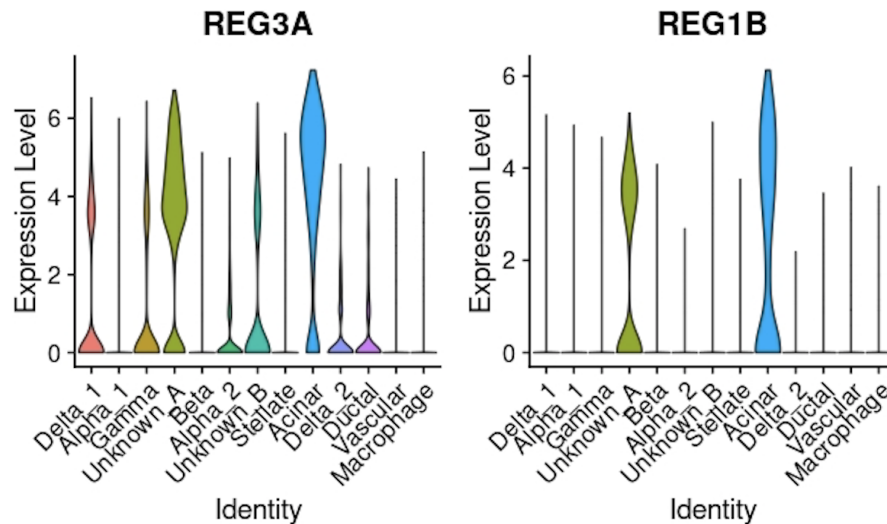 REG3A
Expression Level
6
4
2
0
Delta_1
Alpha_1
Gamma
Unknown_A
Beta
Alpha_2
Unknown_B
Stellate
Acinar
Delta_2
Ductal
Vascular
Macrophage
Identity
REG1B
Expression Level
6
4
2
0
Delta_1
Alpha_1
Gamma
Unknown_A
Beta
Alpha_2
Unknown_B
Stellate
Acinar
Delta_2
Ductal
Vascular
Macrophage
Identity